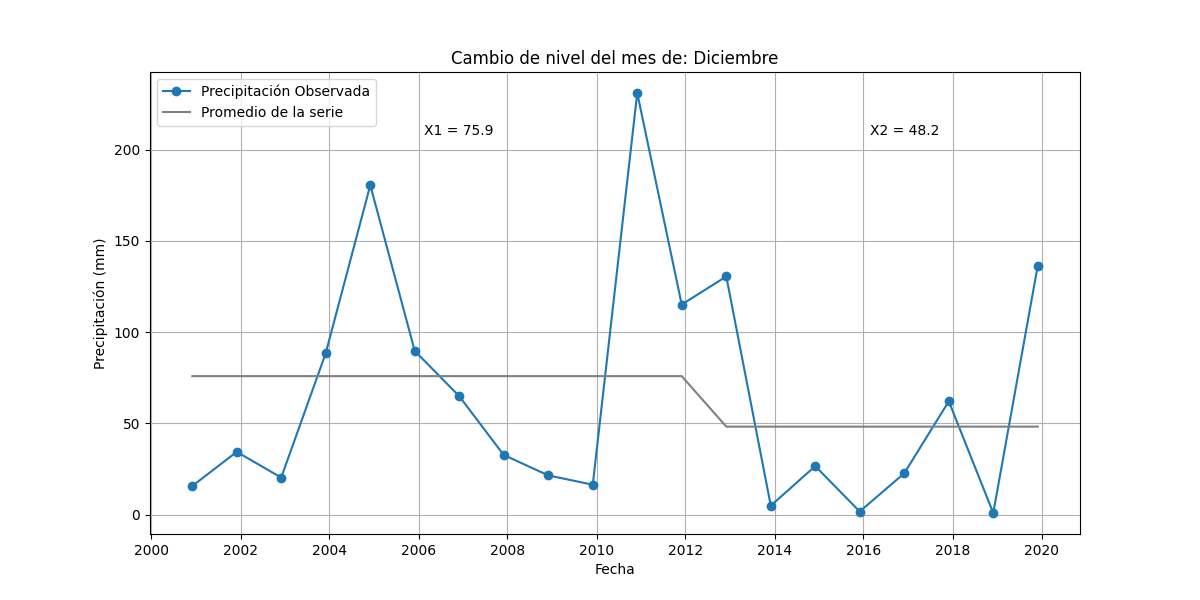 Cambio de nivel del mes de: Diciembre
Precipitación Observada
Promedio de la serie
X1 = 75.9
X2 = 48.2
Precipitación (mm)
200
150
100
50
0
2000 2002 2004 2006 2008 2010 2012 2014 2016 2018 2020
Fecha